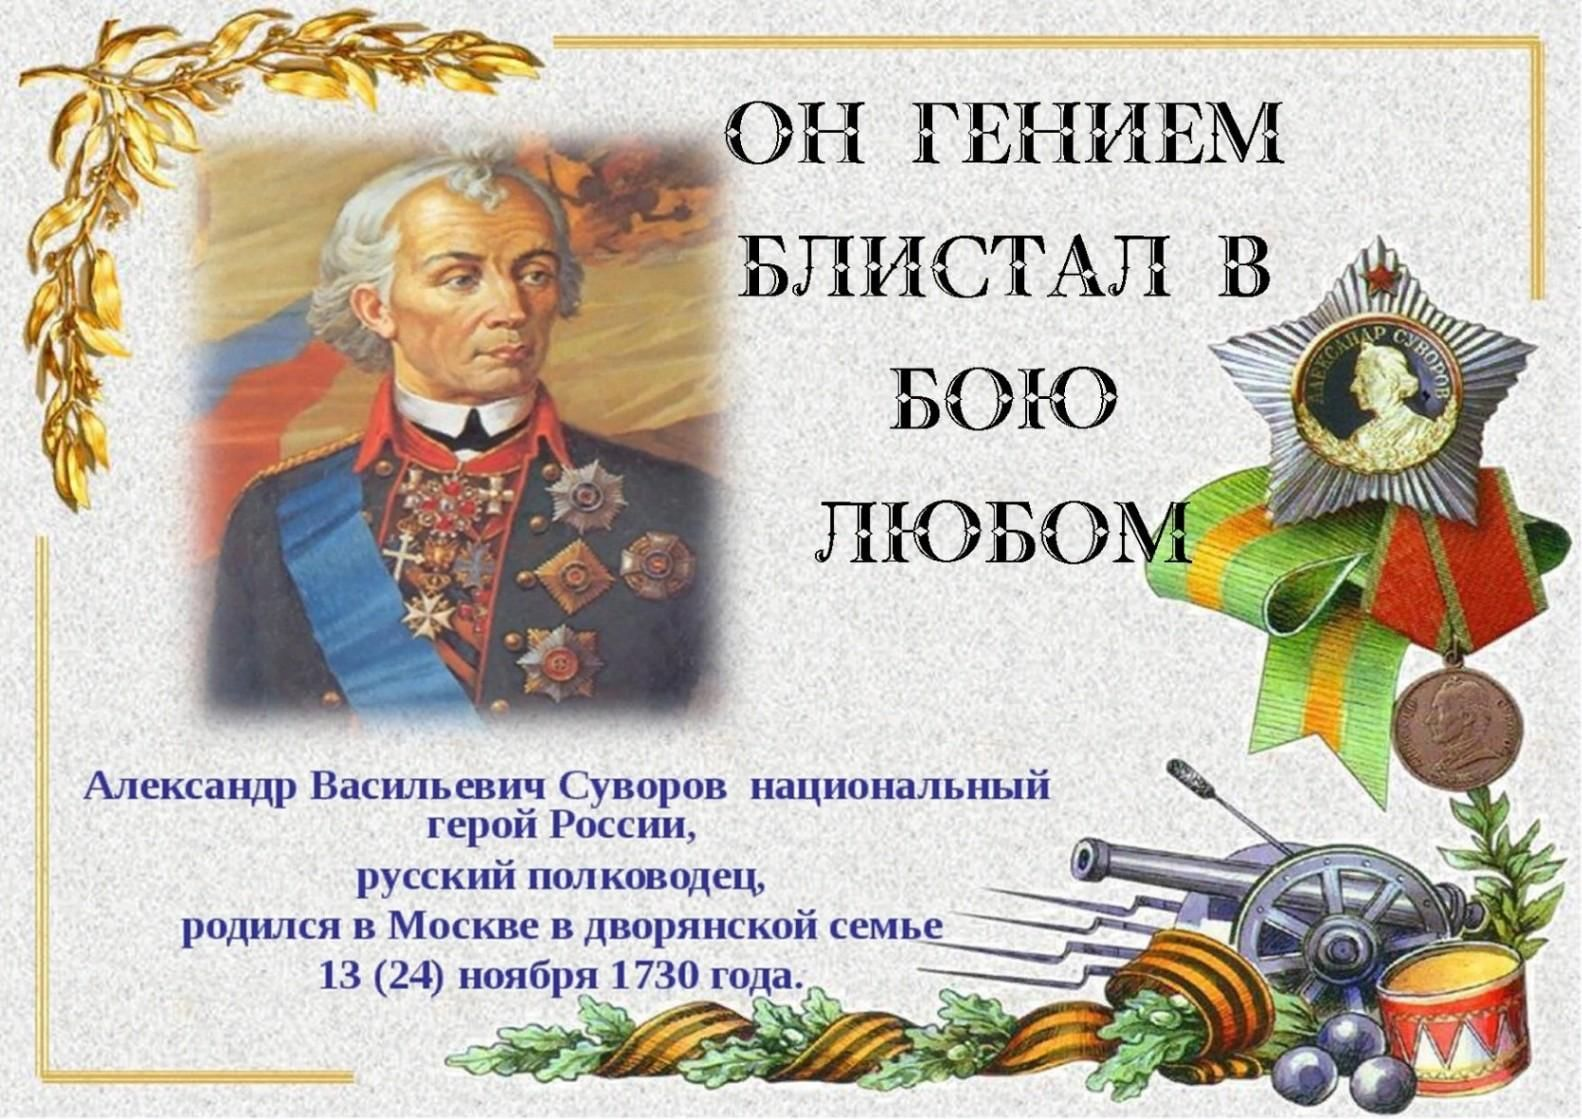 ОН ГЕНИЕМ
БЛИСТАЛ В
БОЮ
ЛЮБОМ
АЛЕКСАНДР СУВОРОВ
Александр Васильевич Суворов национальный
герой России,
русский полководец,
родился в Москве в дворянской семье
13 (24) ноября 1730 года.